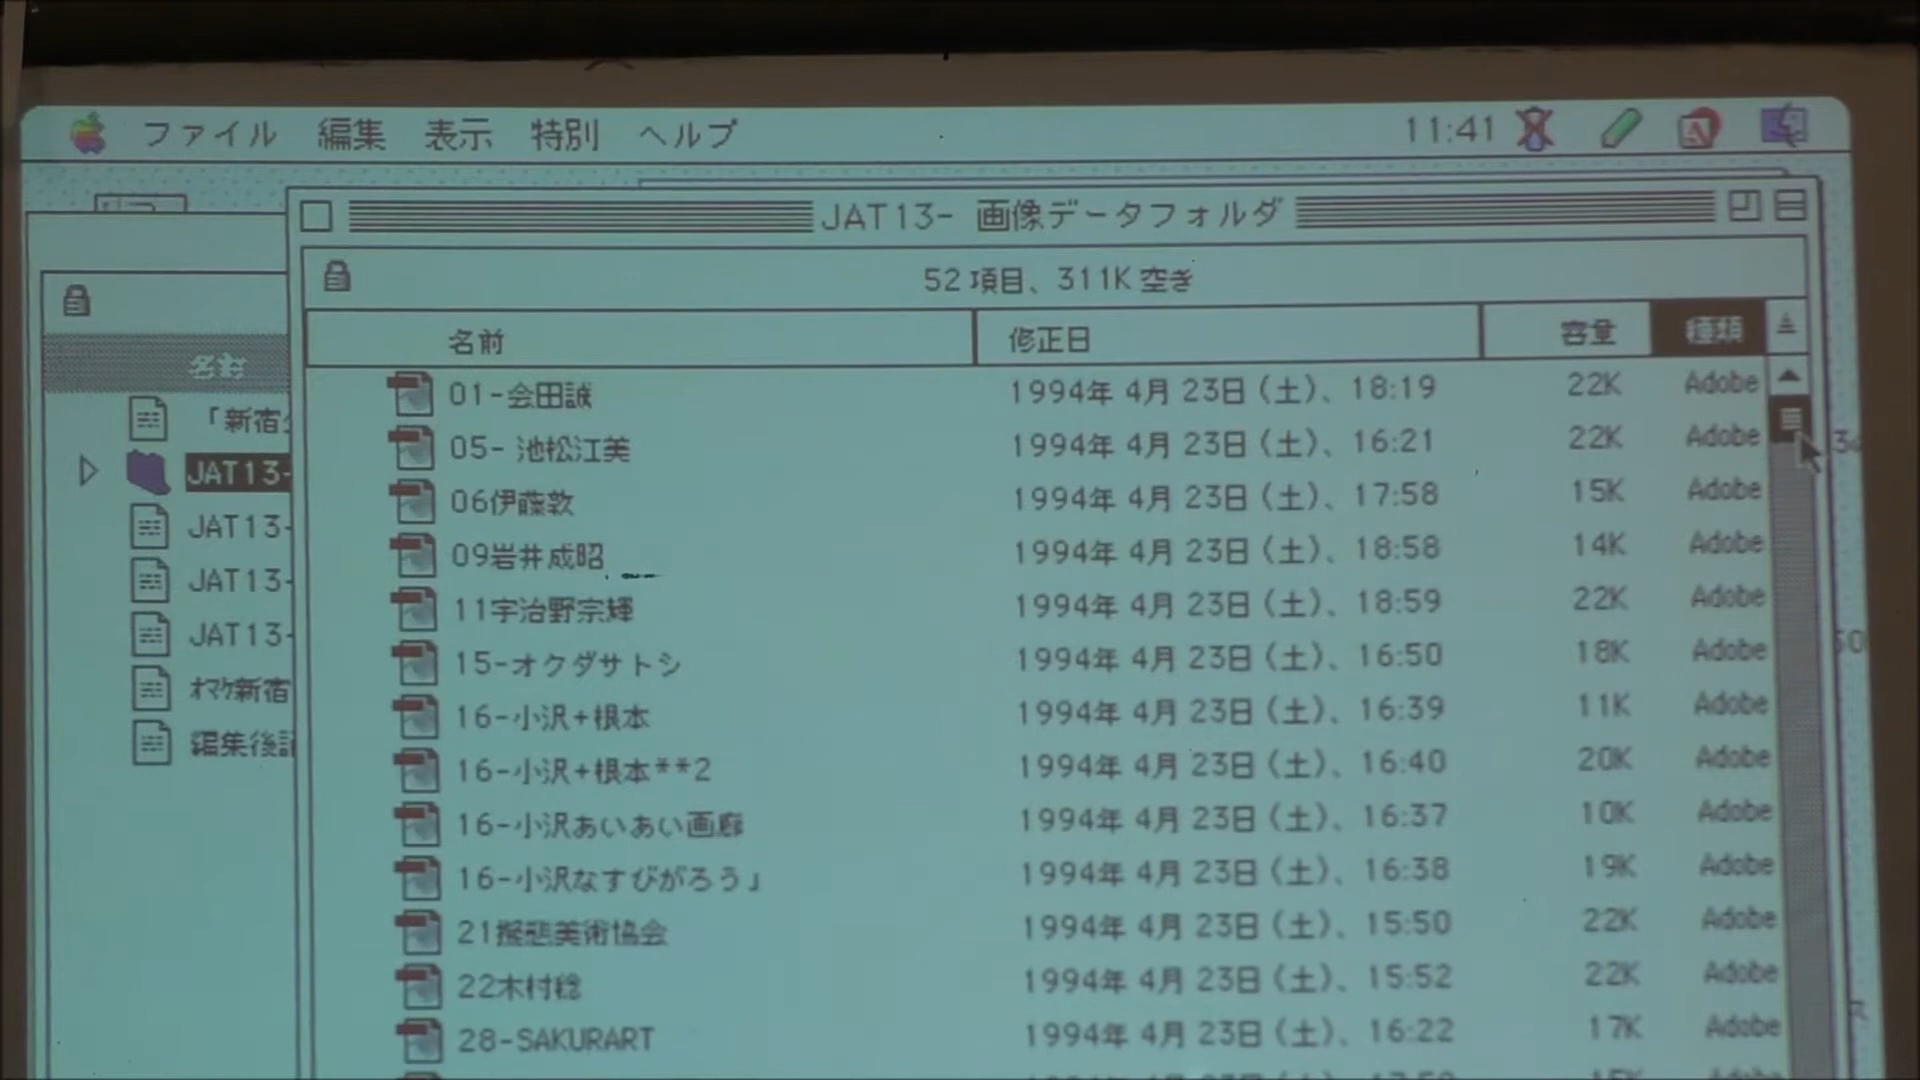 ファイル 編集 表示 特別 ヘルプ 11:41
JAT13- 画像データフォルダ
52 項目、311K 空き
名前 修正日 容量 種類
01-会田誠 1994年 4月 23日（土）、18:19 22K Adobe
05- 池松江美 1994年 4月 23日（土）、16:21 22K Adobe
06伊藤敦 1994年 4月 23日（土）、17:58 15K Adobe
09岩井成昭 1994年 4月 23日（土）、18:58 14K Adobe
11宇治野宗輝 1994年 4月 23日（土）、18:59 22K Adobe
15-オクダサトシ 1994年 4月 23日（土）、16:50 18K Adobe
16-小沢+根本 1994年 4月 23日（土）、16:39 11K Adobe
16-小沢+根本**2 1994年 4月 23日（土）、16:40 20K Adobe
16-小沢あいあい画廊 1994年 4月 23日（土）、16:37 10K Adobe
16-小沢なすびがろう」 1994年 4月 23日（土）、16:38 19K Adobe
21擬態美術協会 1994年 4月 23日（土）、15:50 22K Adobe
22木村稔 1994年 4月 23日（土）、15:52 22K Adobe
28-SAKURART 1994年 4月 23日（土）、16:22 17K Adobe
名前
「新宿
JAT13-
JAT13-
JAT13-
JAT13-
ｵﾏｹ新宿
編集後記